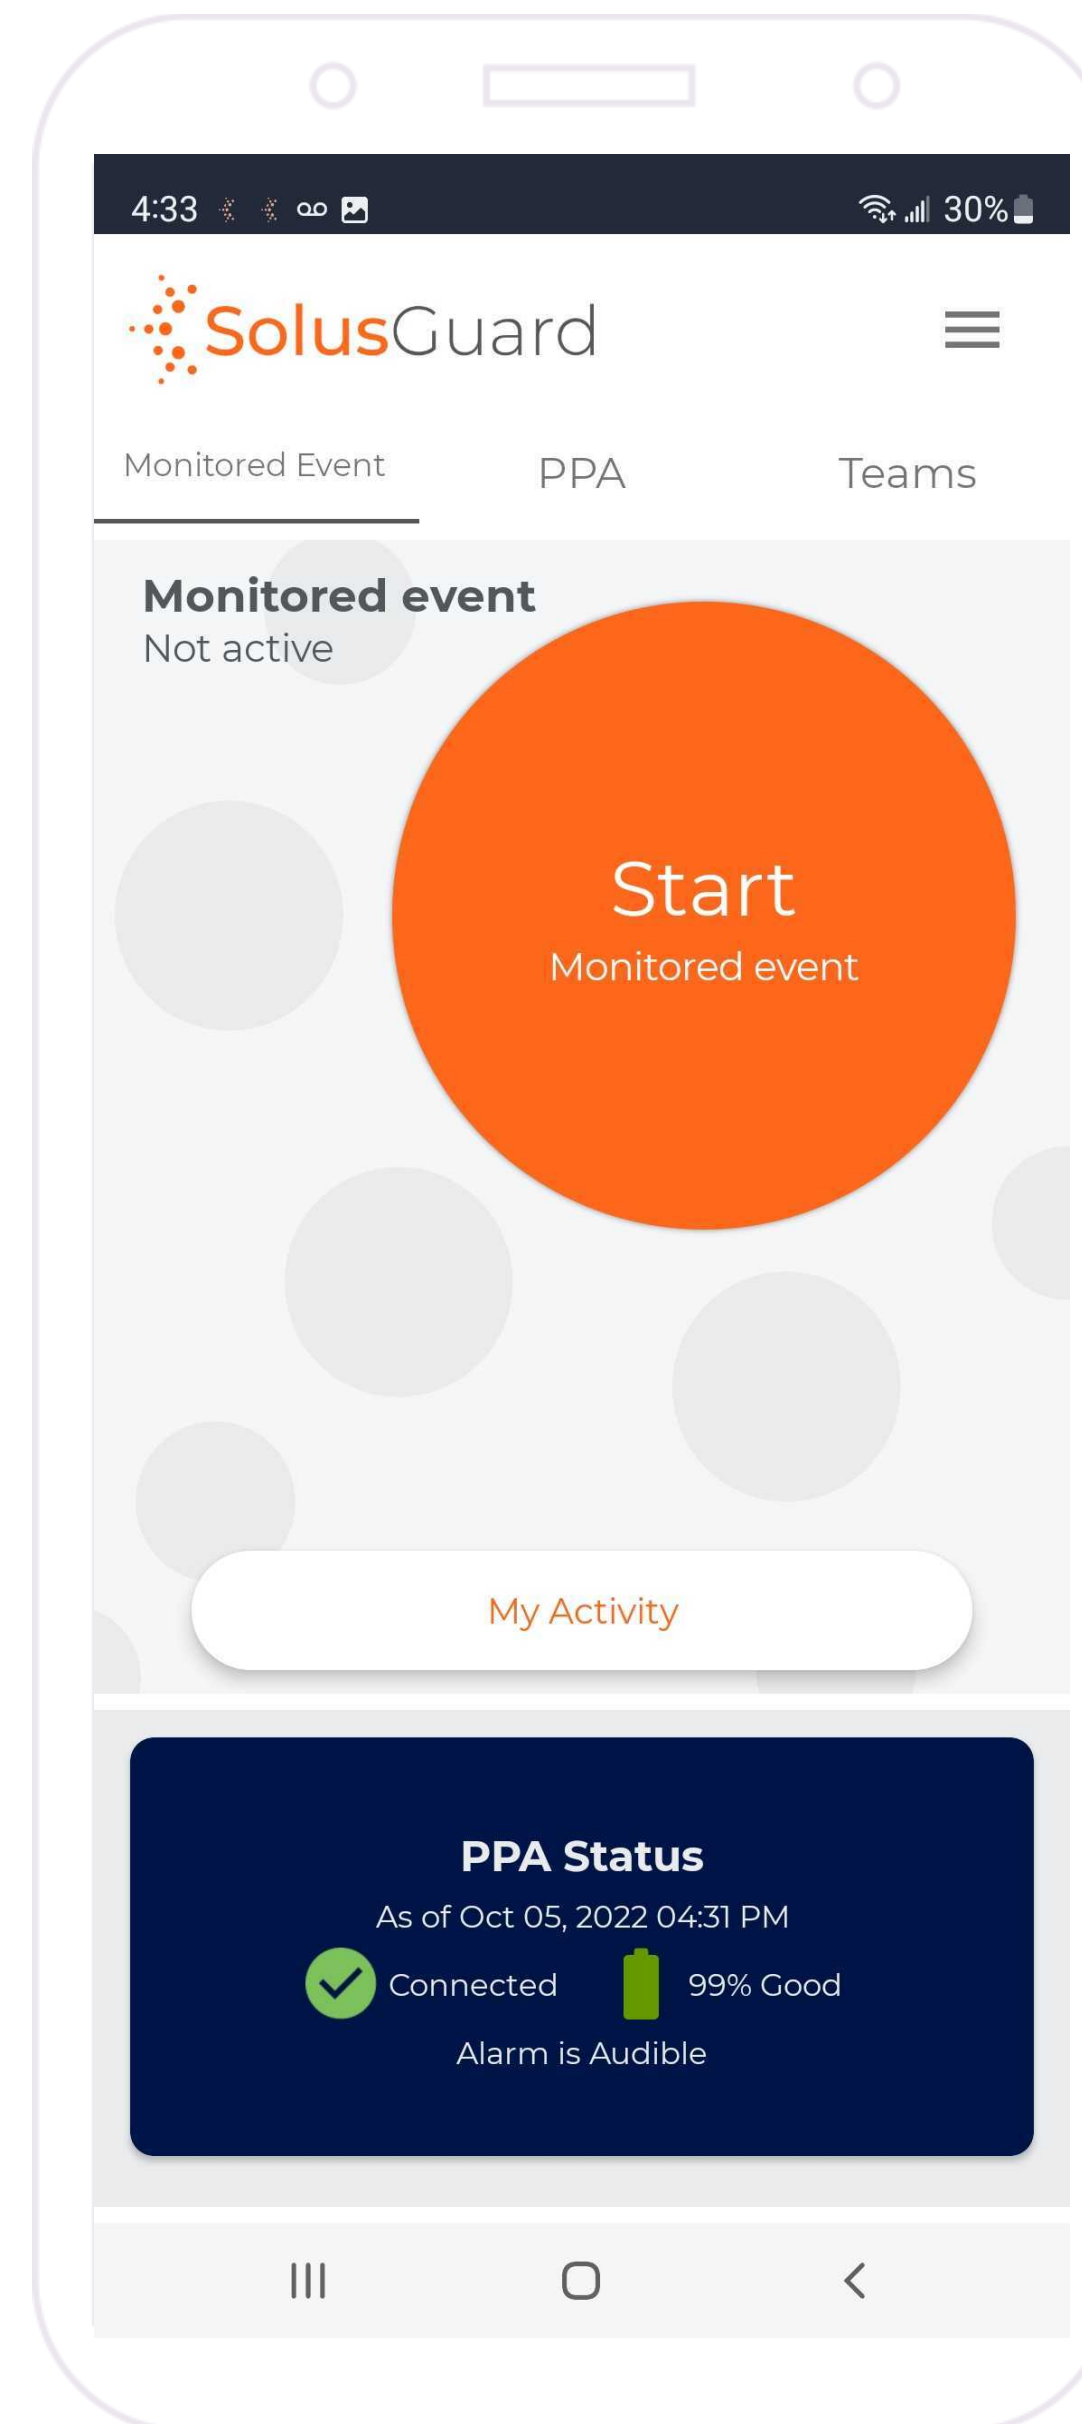 4:33 30%
SolusGuard
Monitored Event PPA Teams
Monitored event
Not active
Start
Monitored event
My Activity
PPA Status
As of Oct 05, 2022 04:31 PM
Connected 99% Good
Alarm is Audible